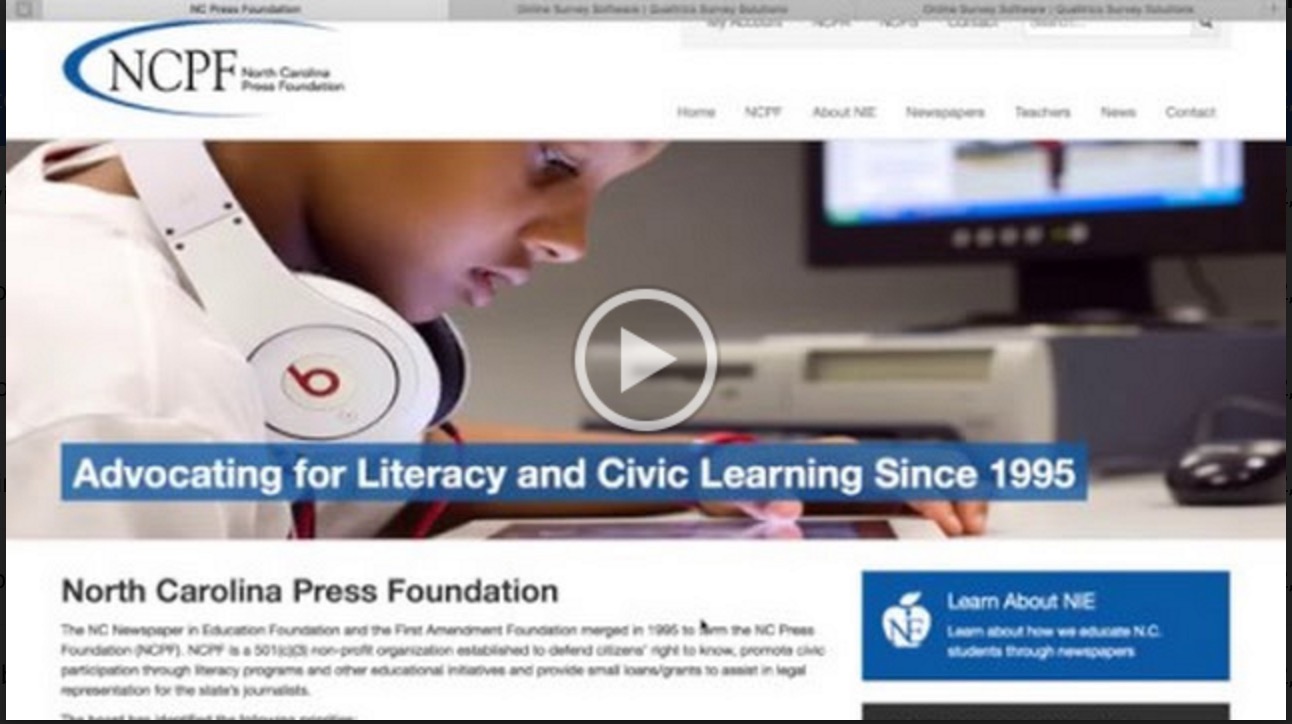 NC Press Foundation
Online Survey Software | Qualtrics Survey Solutions
Online Survey Software | Qualtrics Survey Solutions
My Account NCPA NCPS Contact Search...
NCPF North Carolina
Press Foundation
Home NCPF About NIE Newspapers Teachers News Contact
b
Advocating for Literacy and Civic Learning Since 1995
North Carolina Press Foundation
The NC Newspaper in Education Foundation and the First Amendment Foundation merged in 1995 to form the NC Press
Foundation (NCPF). NCPF is a 501(c)(3) non-profit organization established to defend citizens' right to know, promote civic
participation through literacy programs and other educational initiatives and provide small loans/grants to assist in legal
representation for the state's journalists.
The board has identified the following priorities:
NIE
Learn About NIE
Learn about how we educate N.C.
students through newspapers